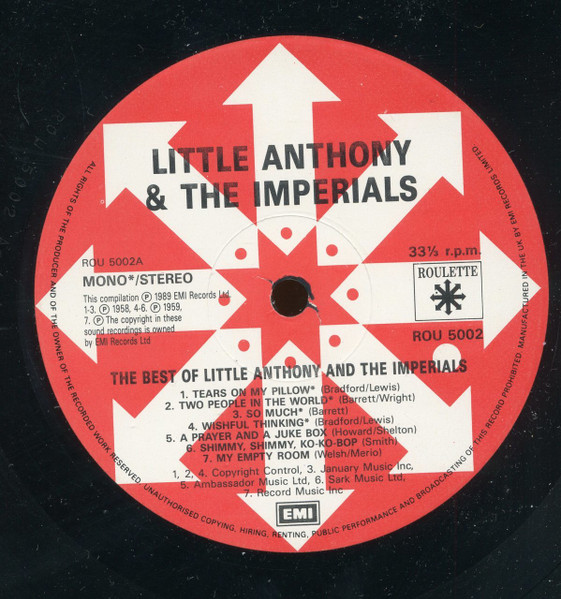 LITTLE ANTHONY
& THE IMPERIALS
ROU 5002A
MONO*/STEREO
This compilation Ⓟ 1989 EMI Records Ltd.
1-3. Ⓟ 1958, 4-6. Ⓟ 1959,
7. Ⓟ The copyright in these
sound recordings is owned
by EMI Records Ltd
33⅓ r.p.m.
ROULETTE
ROU 5002
THE BEST OF LITTLE ANTHONY AND THE IMPERIALS
1. TEARS ON MY PILLOW* (Bradford/Lewis)
2. TWO PEOPLE IN THE WORLD* (Barrett/Wright)
3. SO MUCH* (Barrett)
4. WISHFUL THINKING* (Bradford/Lewis)
5. A PRAYER AND A JUKE BOX (Howard/Shelton)
6. SHIMMY, SHIMMY, KO-KO-BOP (Smith)
7. MY EMPTY ROOM (Welsh/Merio)
1, 2, 4. Copyright Control, 3. January Music Inc,
5. Ambassador Music Ltd, 6. Sark Music Ltd,
7. Record Music Inc
EMI
ALL RIGHTS OF THE PRODUCER AND OF THE OWNER OF THE RECORDED WORK RESERVED. UNAUTHORISED COPYING, HIRING, RENTING, PUBLIC PERFORMANCE AND BROADCASTING OF THIS RECORD PROHIBITED. MANUFACTURED IN THE U.K. BY EMI RECORDS LIMITED